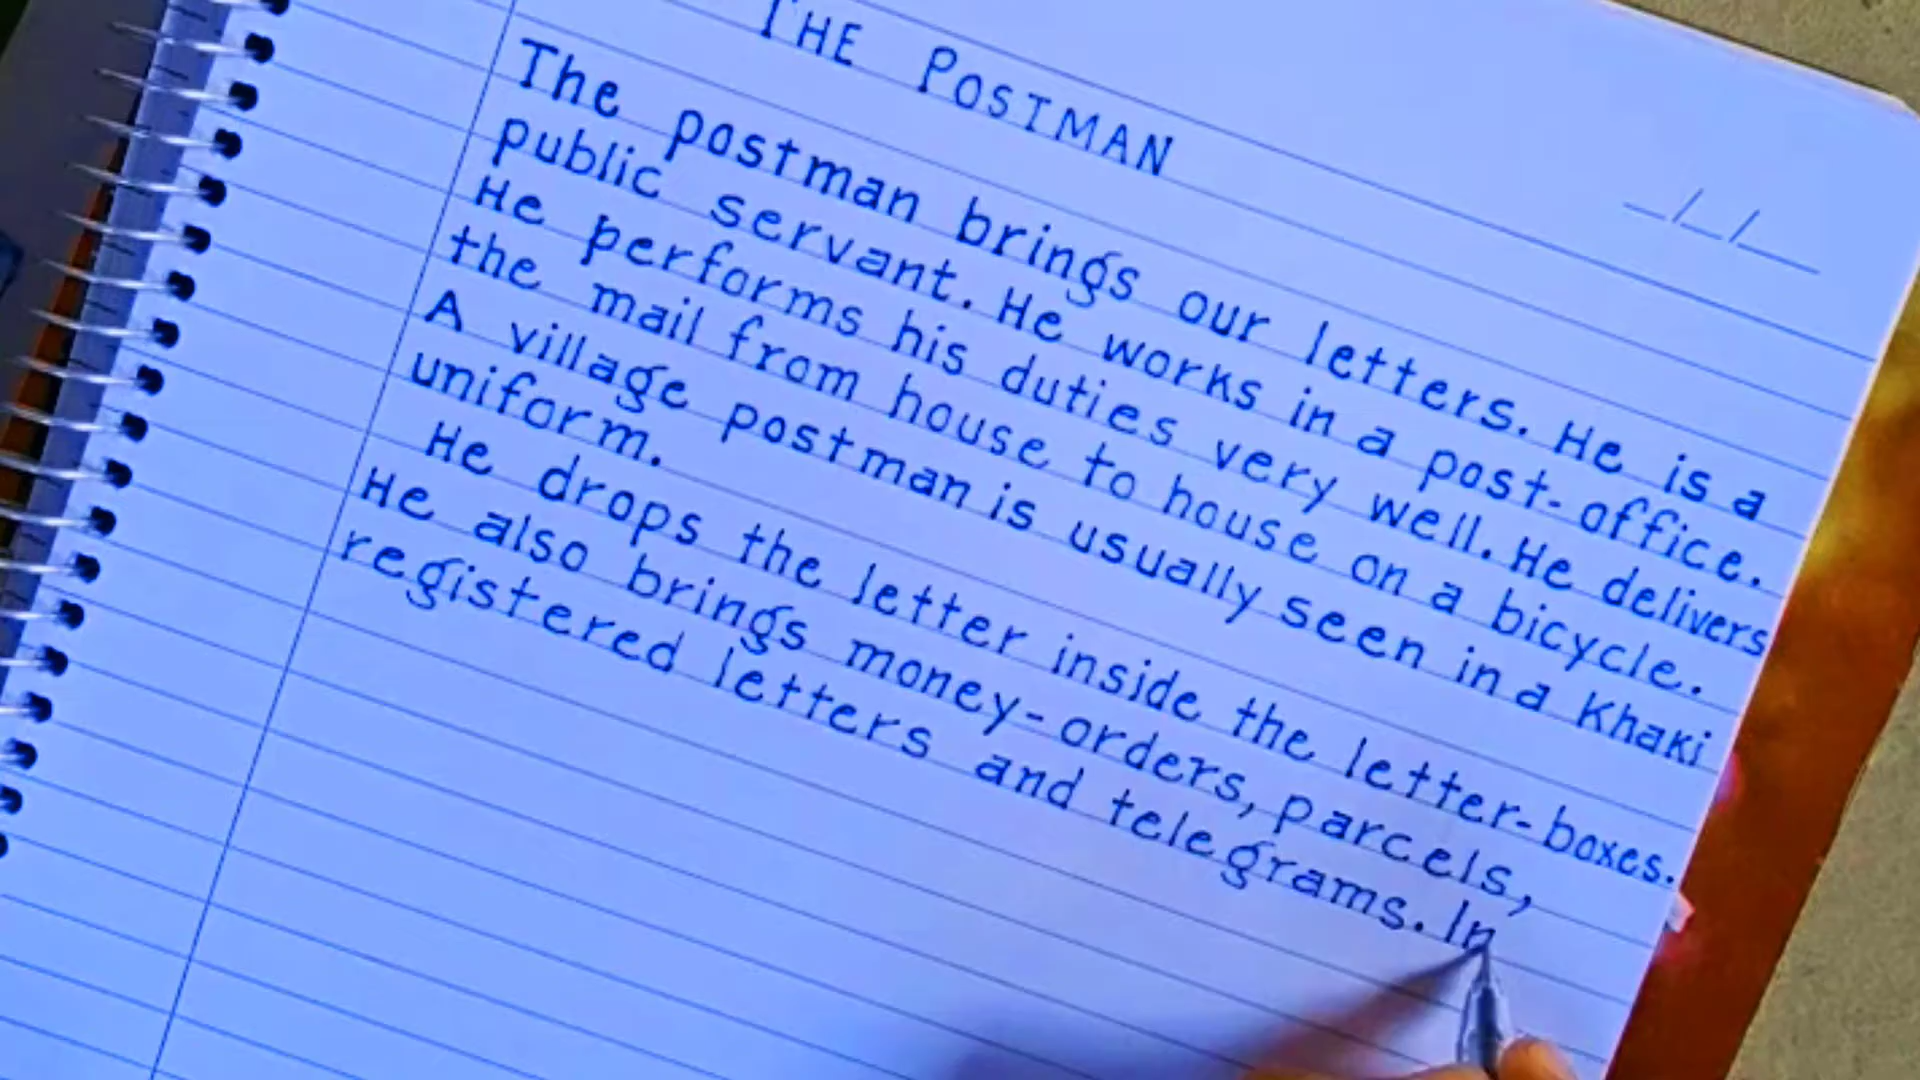 THE POSTMAN
_/_/__
The postman brings our letters. He is a
public servant. He works in a post-office.
He performs his duties very well. He delivers
the mail from house to house on a bicycle.
A village postman is usually seen in a Khaki
uniform.
He drops the letter inside the letter-boxes.
He also brings money-orders, parcels,
registered letters and telegrams. In